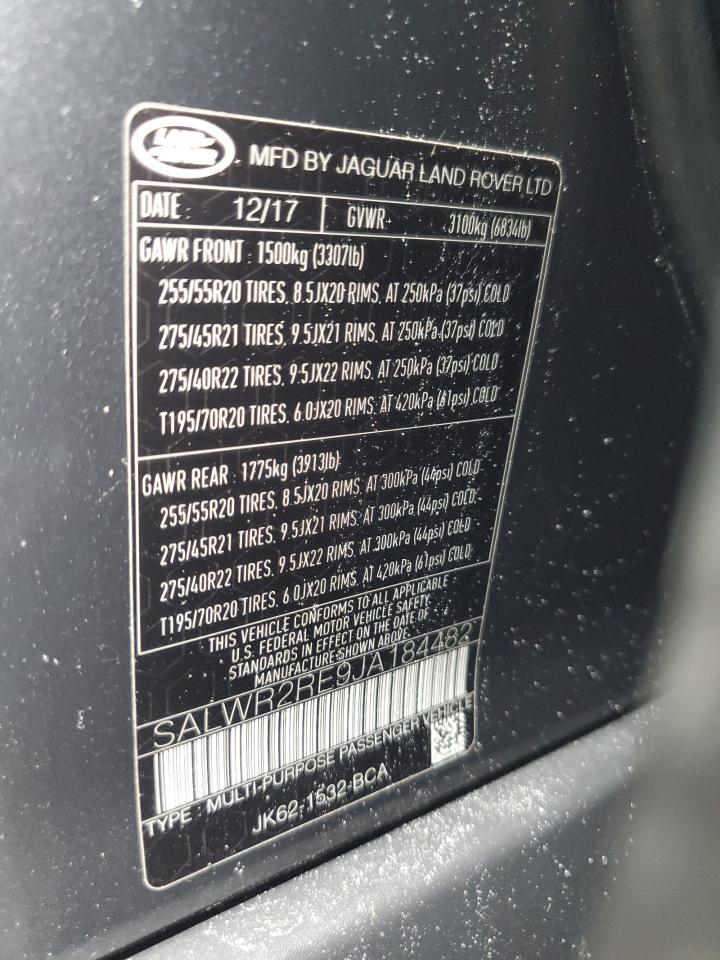 LAND ROVER MFD BY JAGUAR LAND ROVER LTD
DATE: 12/17 GVWR: 3100kg (6834lb)
GAWR FRONT: 1500kg (3307lb)
255/55R20 TIRES, 8.5JX20 RIMS, AT 250kPa (37psi) COLD
275/45R21 TIRES, 9.5JX21 RIMS, AT 250kPa (37psi) COLD
275/40R22 TIRES, 9.5JX22 RIMS, AT 250kPa (37psi) COLD
T195/70R20 TIRES, 6.0JX20 RIMS, AT 420kPa (61psi) COLD
GAWR REAR: 1775kg (3913lb)
255/55R20 TIRES, 8.5JX20 RIMS, AT 300kPa (44psi) COLD
275/45R21 TIRES, 9.5JX21 RIMS, AT 300kPa (44psi) COLD
275/40R22 TIRES, 9.5JX22 RIMS, AT 300kPa (44psi) COLD
T195/70R20 TIRES, 6.0JX20 RIMS, AT 420kPa (61psi) COLD
THIS VEHICLE CONFORMS TO ALL APPLICABLE
U.S. FEDERAL MOTOR VEHICLE SAFETY
STANDARDS IN EFFECT ON THE DATE OF
MANUFACTURE SHOWN ABOVE.
SALWR2RE9JA184482
TYPE: MULTI-PURPOSE PASSENGER VEHICLE
JK62-1532-BCA